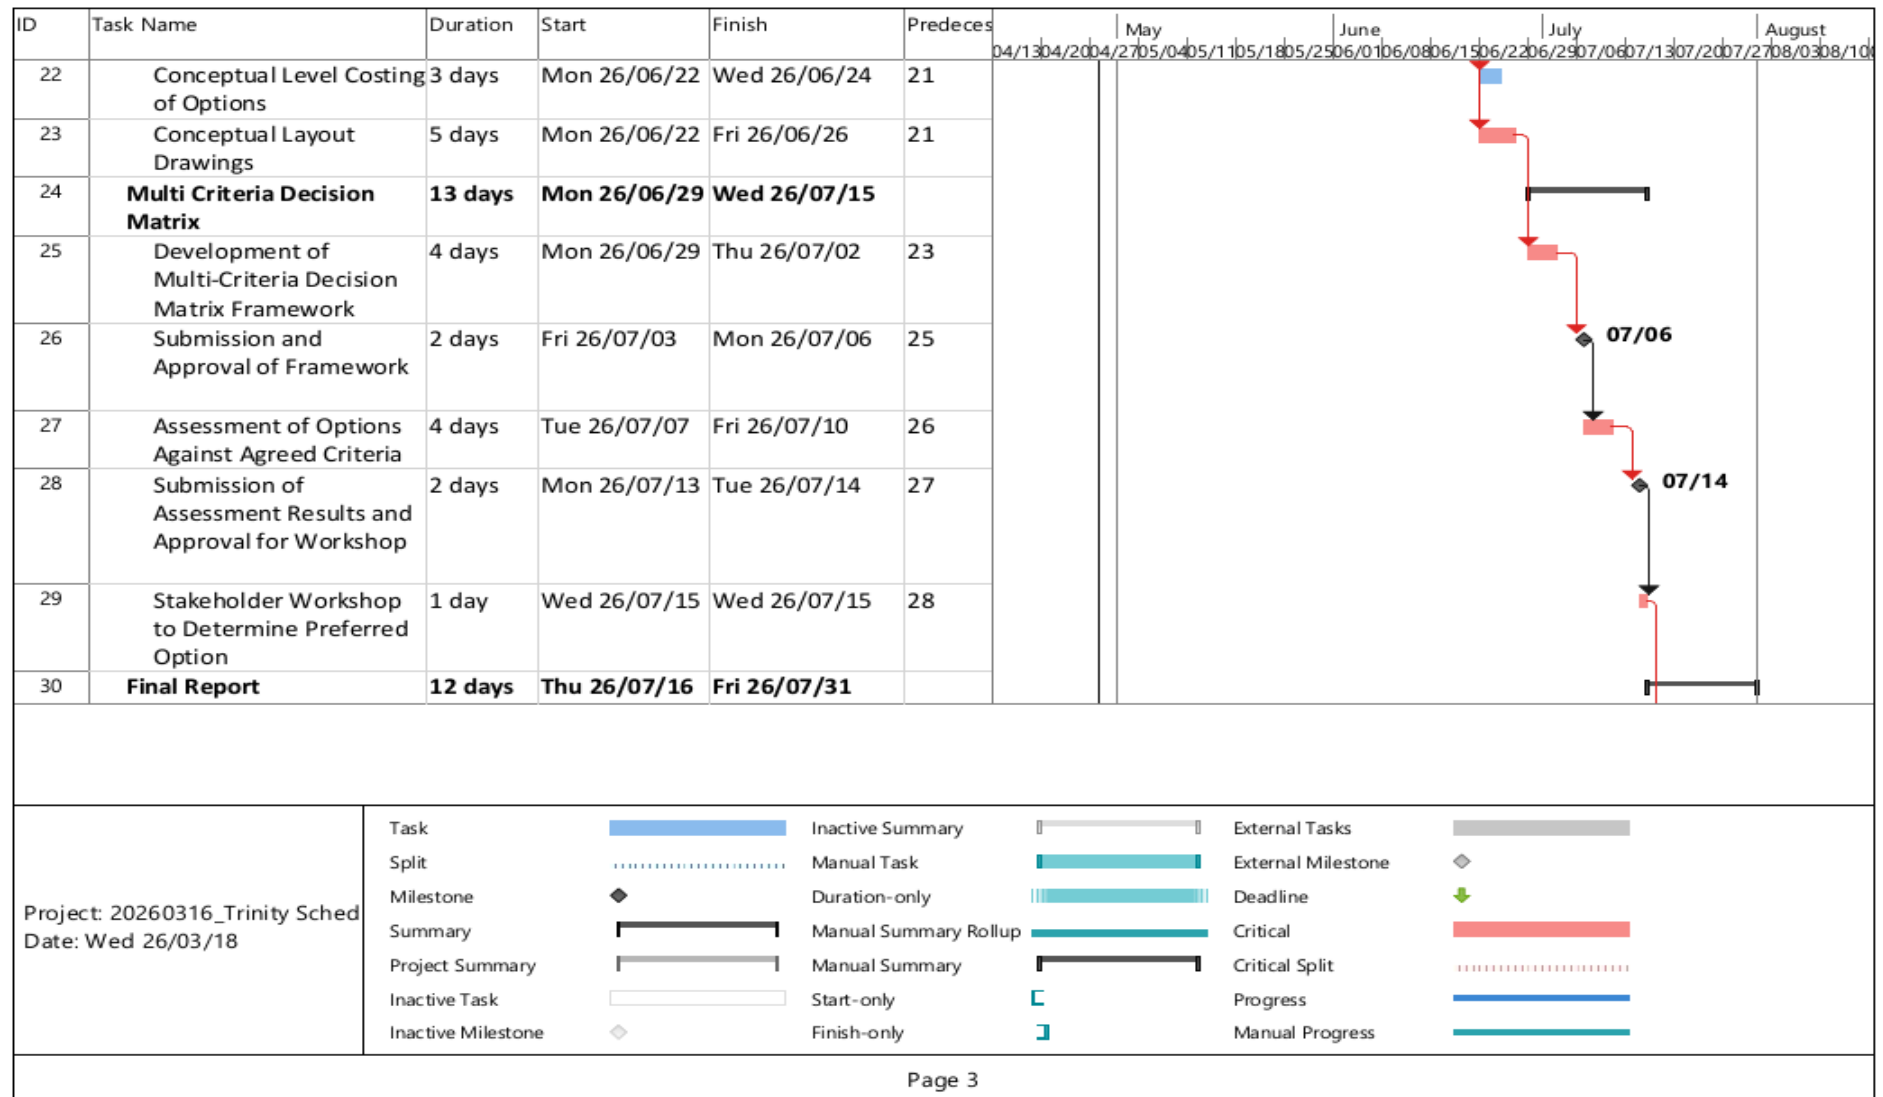 ID Task Name Duration Start Finish Predeces
May June July August
04/13 04/20 04/27 05/04 05/11 05/18 05/25 06/01 06/08 06/15 06/22 06/29 07/06 07/13 07/20 07/27 08/03 08/10
22 Conceptual Level Costing 3 days Mon 26/06/22 Wed 26/06/24 21
of Options
23 Conceptual Layout 5 days Mon 26/06/22 Fri 26/06/26 21
Drawings
24 Multi Criteria Decision 13 days Mon 26/06/29 Wed 26/07/15
Matrix
25 Development of 4 days Mon 26/06/29 Thu 26/07/02 23
Multi-Criteria Decision
Matrix Framework
26 Submission and 2 days Fri 26/07/03 Mon 26/07/06 25 07/06
Approval of Framework
27 Assessment of Options 4 days Tue 26/07/07 Fri 26/07/10 26
Against Agreed Criteria
28 Submission of 2 days Mon 26/07/13 Tue 26/07/14 27 07/14
Assessment Results and
Approval for Workshop
29 Stakeholder Workshop 1 day Wed 26/07/15 Wed 26/07/15 28
to Determine Preferred
Option
30 Final Report 12 days Thu 26/07/16 Fri 26/07/31
Project: 20260316_Trinity Sched
Date: Wed 26/03/18
Task Inactive Summary External Tasks
Split Manual Task External Milestone
Milestone Duration-only Deadline
Summary Manual Summary Rollup Critical
Project Summary Manual Summary Critical Split
Inactive Task Start-only Progress
Inactive Milestone Finish-only Manual Progress
Page 3